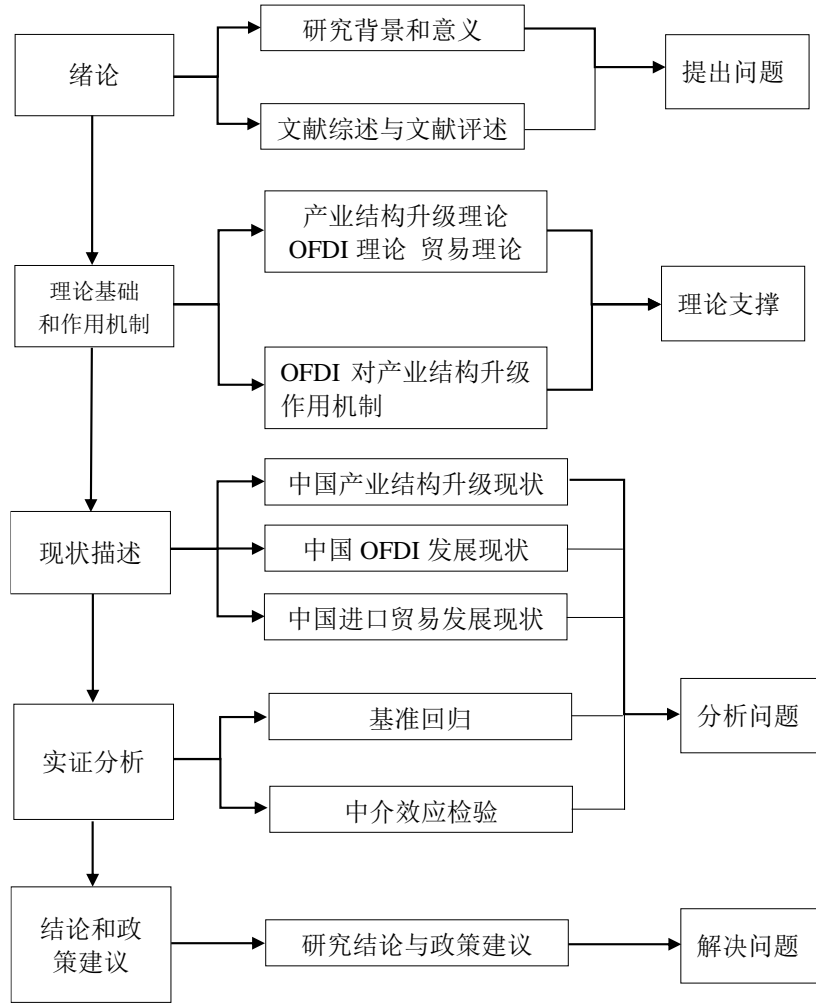 绪论
研究背景和意义
文献综述与文献评述
提出问题
理论基础
和作用机制
产业结构升级理论
OFDI 理论 贸易理论
OFDI 对产业结构升级
作用机制
理论支撑
现状描述
中国产业结构升级现状
中国 OFDI 发展现状
中国进口贸易发展现状
实证分析
基准回归
中介效应检验
分析问题
结论和政
策建议
研究结论与政策建议
解决问题